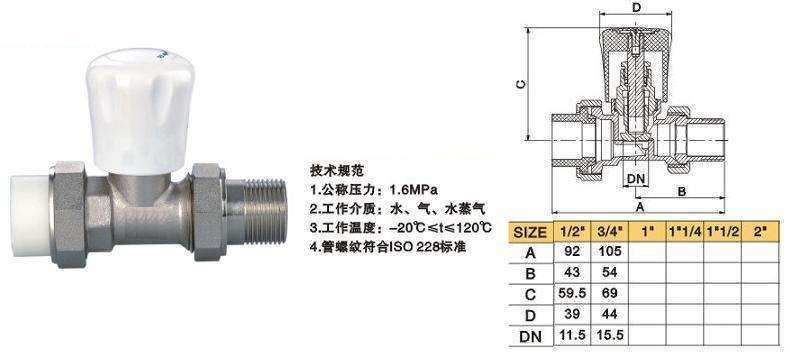 技术规范
1.公称压力：1.6MPa
2.工作介质：水、气、水蒸气
3.工作温度：-20℃≤t≤120℃
4.管螺纹符合ISO 228标准
D
C
DN
B
A
SIZE 1/2" 3/4" 1" 1"1/4 1"1/2 2"
A 92 105
B 43 54
C 59.5 69
D 39 44
DN 11.5 15.5